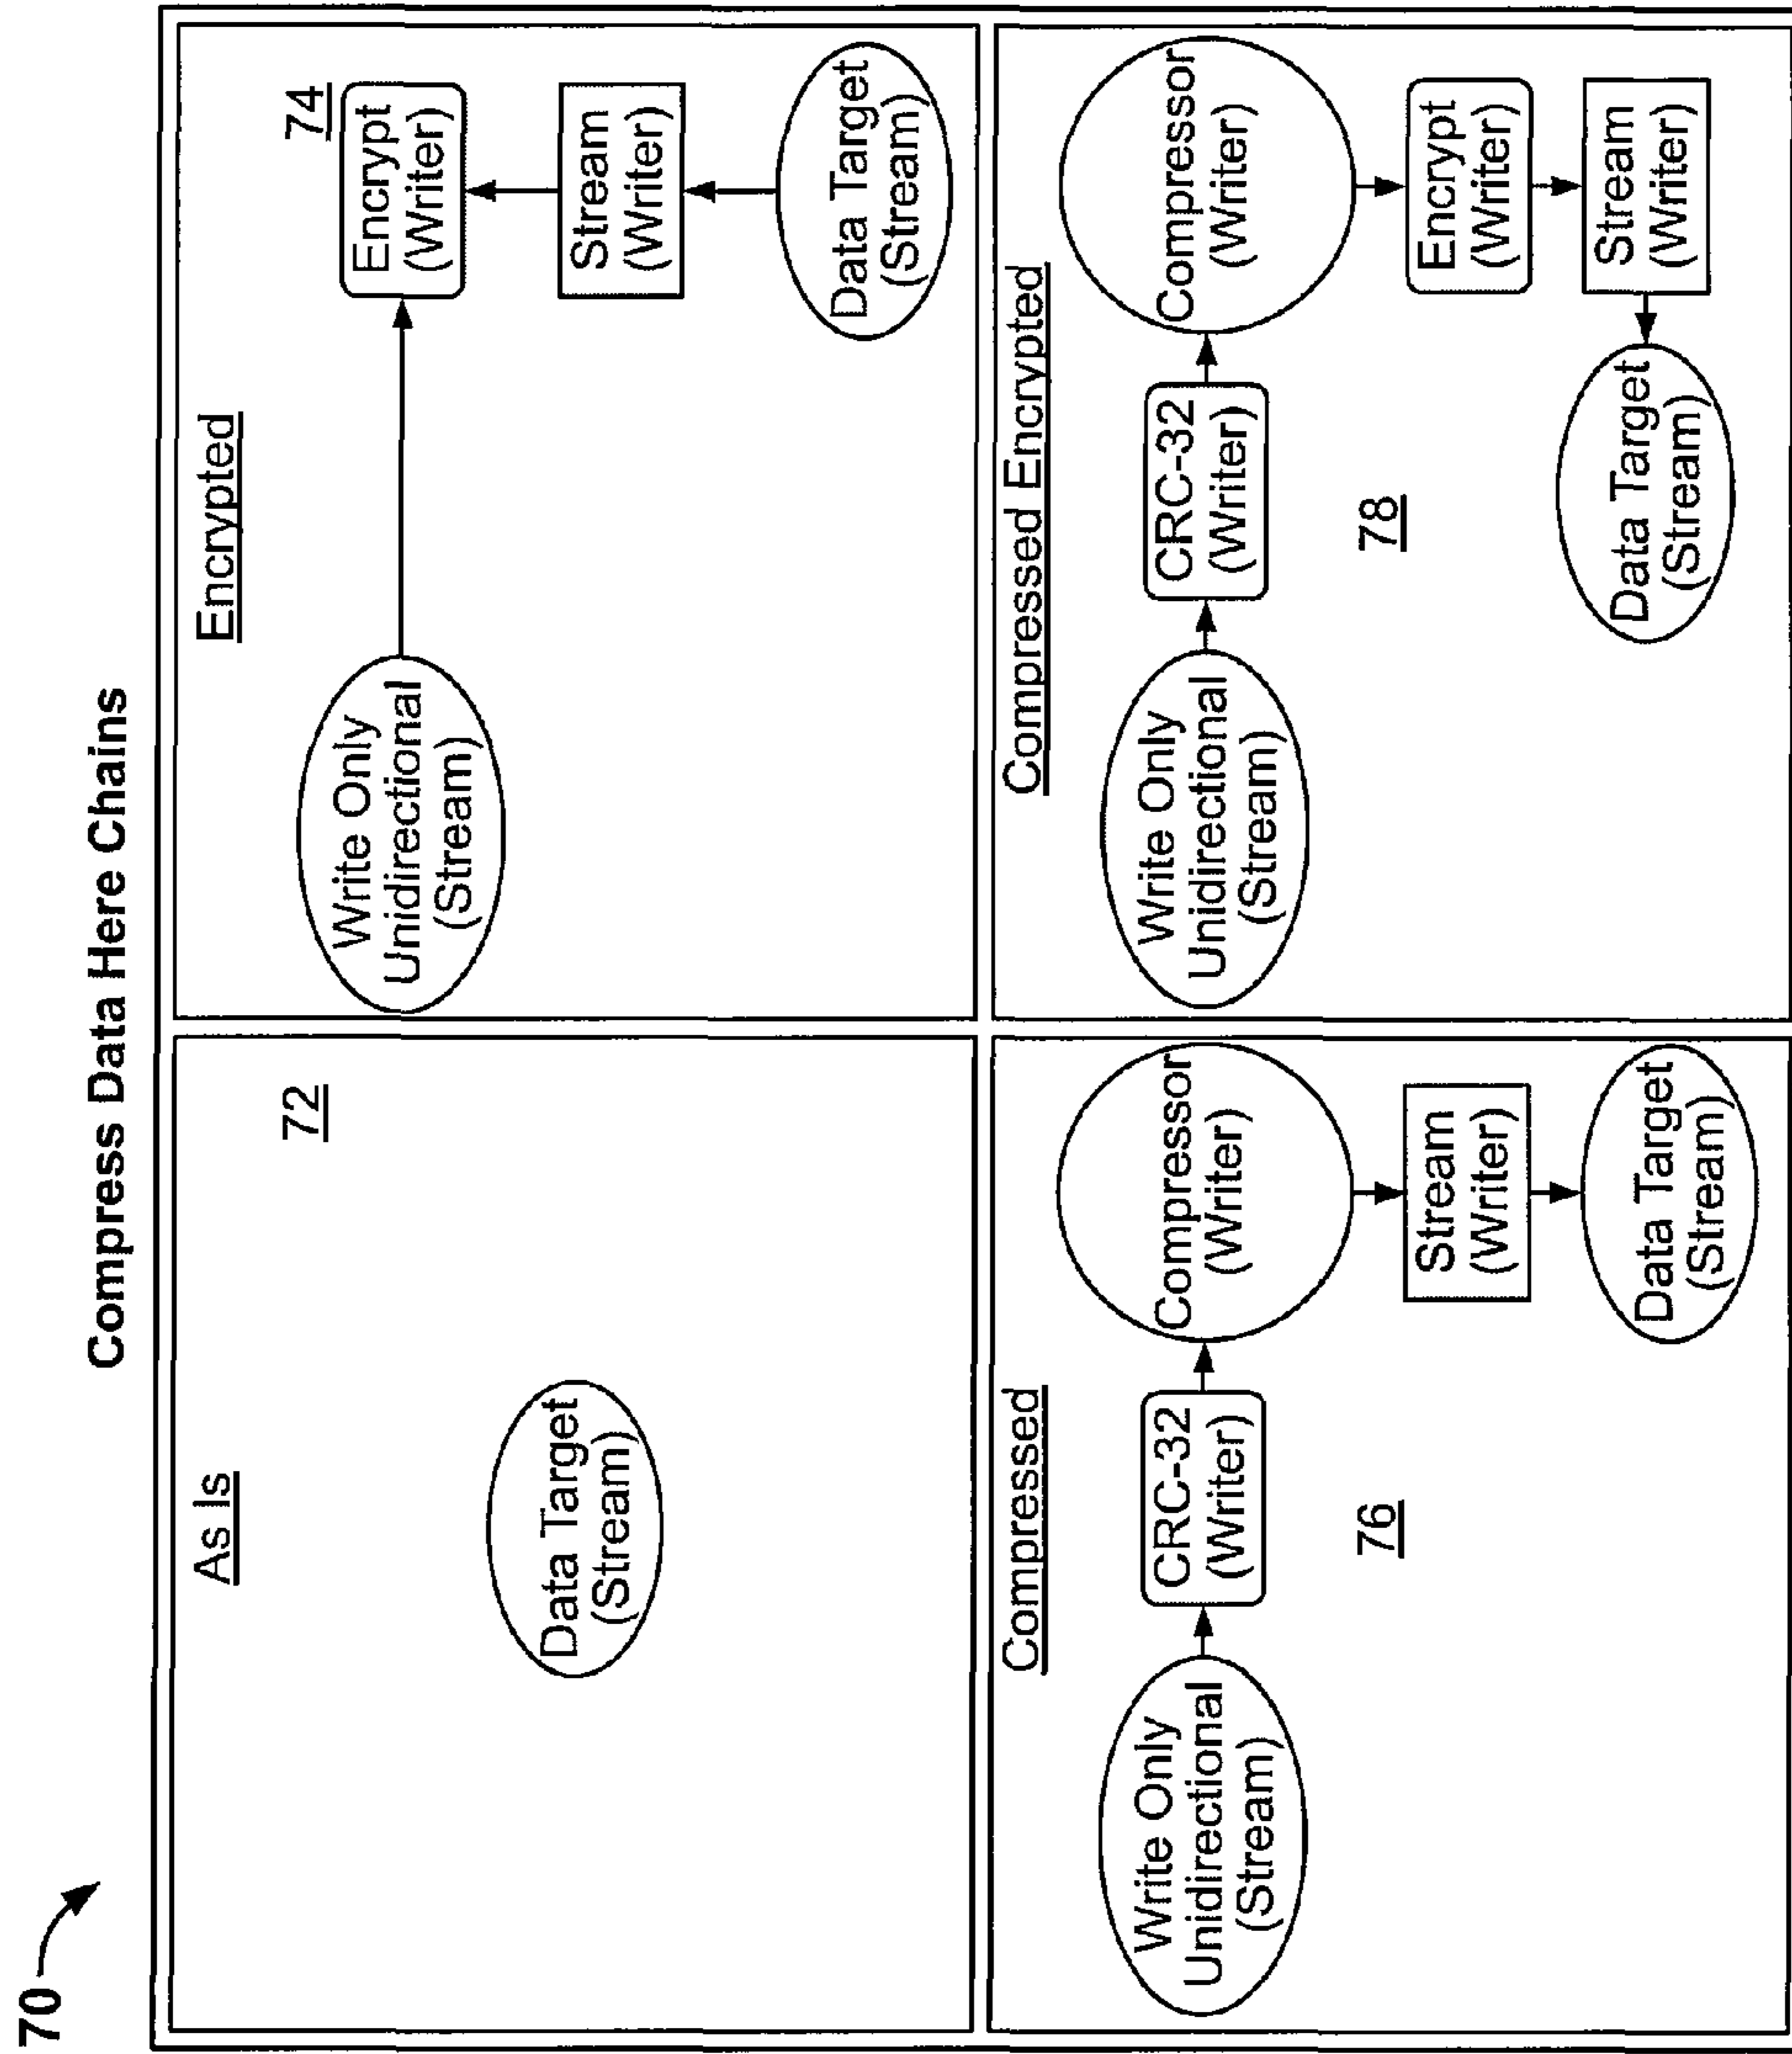 70
Compress Data Here Chains
As Is
72
Data Target
(Stream)
Encrypted
74
Write Only
Unidirectional
(Stream)
Encrypt
(Writer)
Stream
(Writer)
Data Target
(Stream)
Compressed
Write Only
Unidirectional
(Stream)
CRC-32
(Writer)
Compressor
(Writer)
76
Stream
(Writer)
Data Target
(Stream)
Compressed Encrypted
Write Only
Unidirectional
(Stream)
CRC-32
(Writer)
Compressor
(Writer)
78
Encrypt
(Writer)
Stream
(Writer)
Data Target
(Stream)